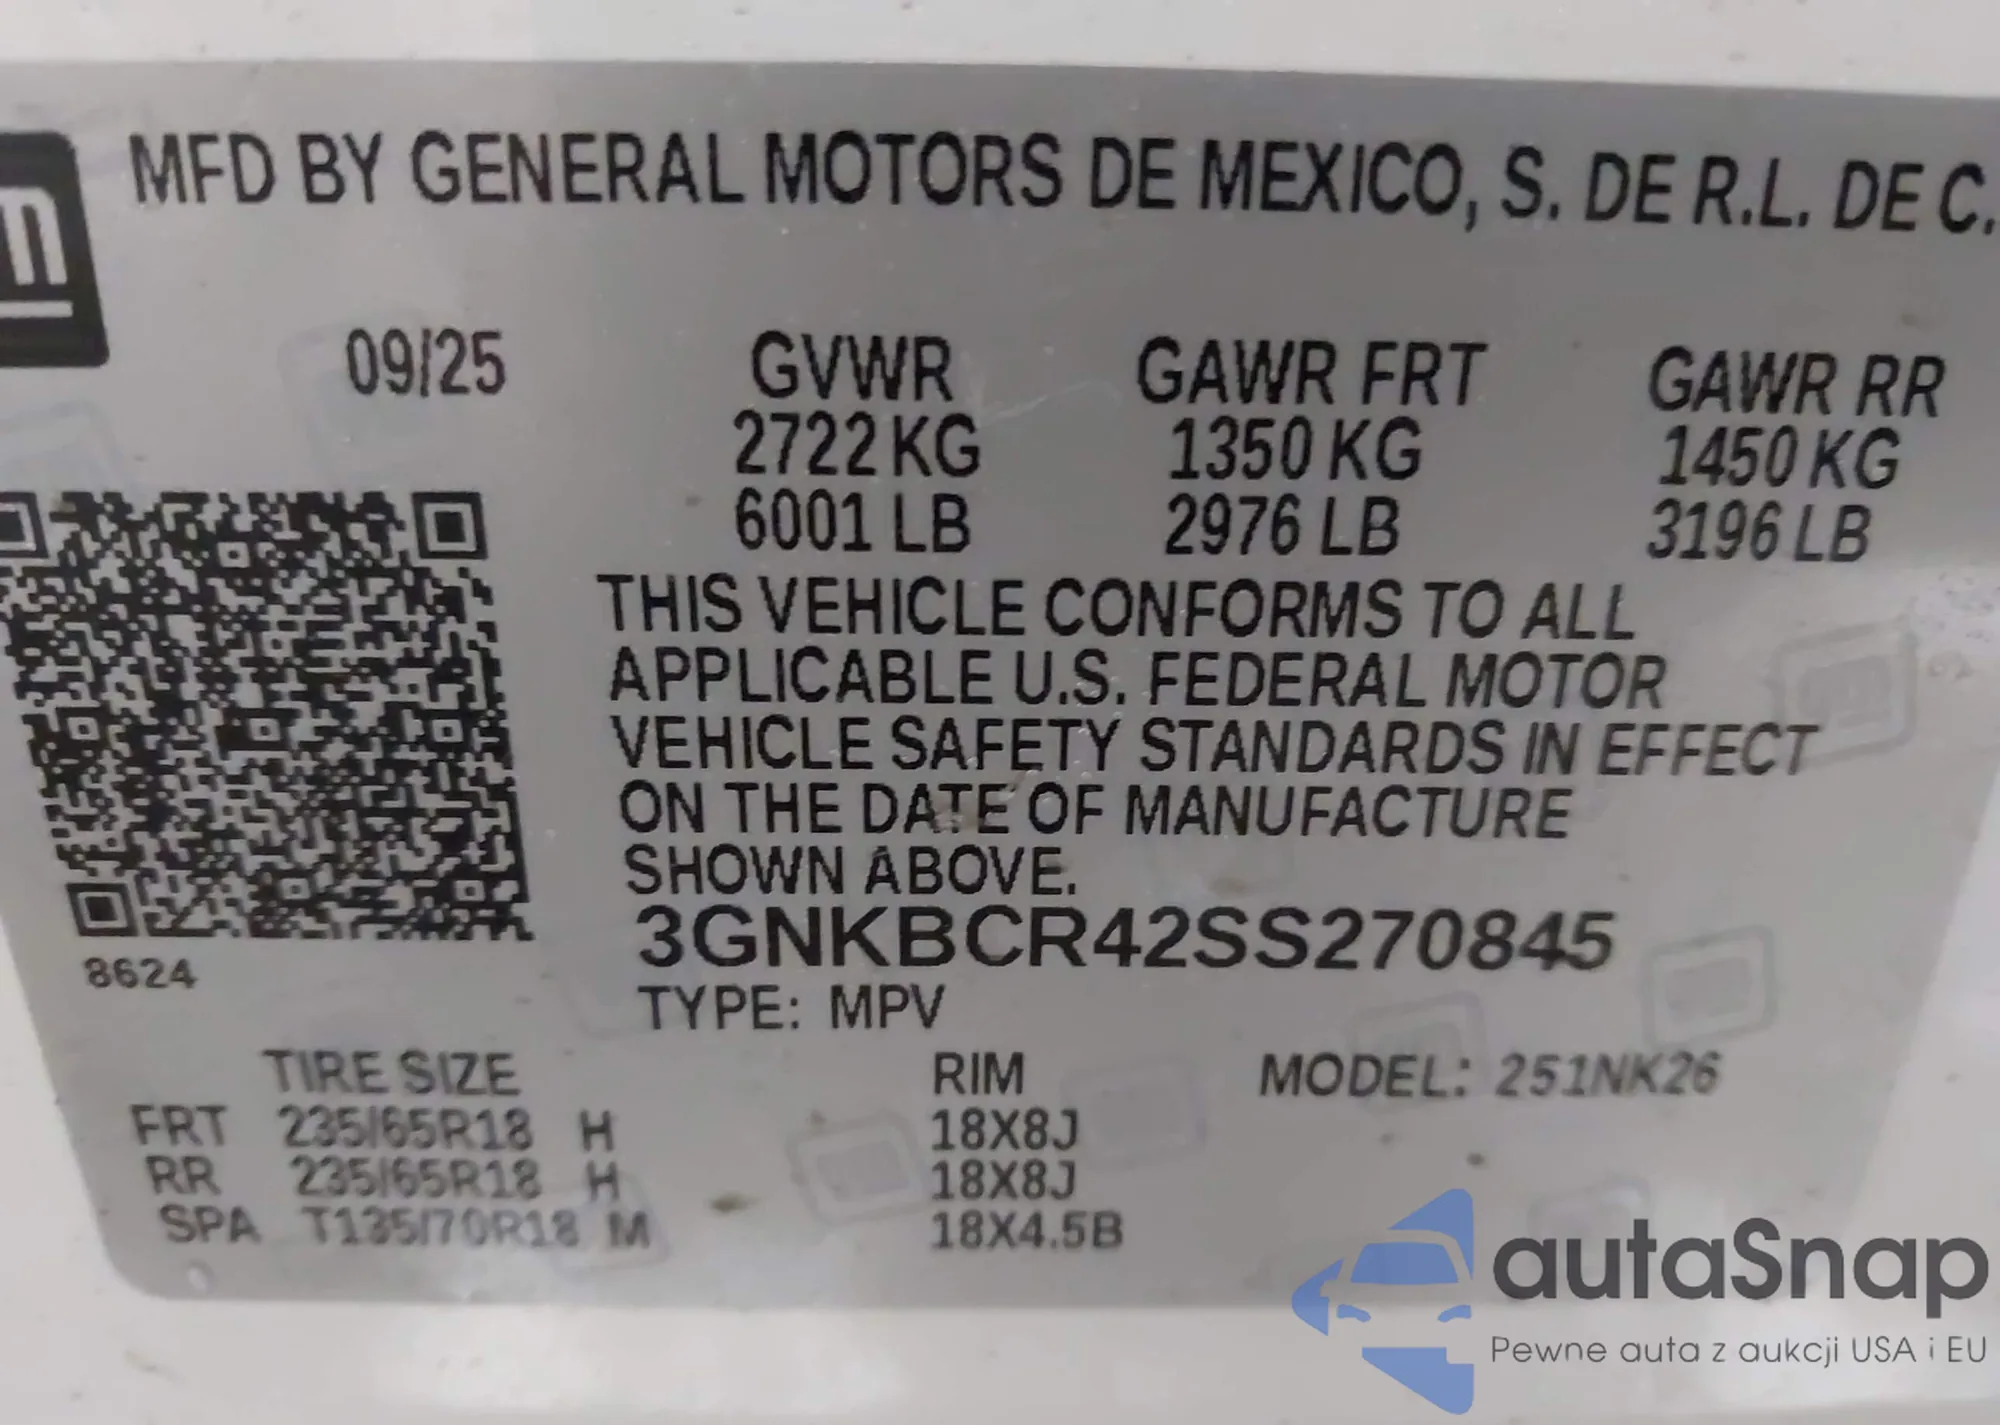 MFD BY GENERAL MOTORS DE MEXICO, S. DE R.L. DE C.
09/25
GVWR GAWR FRT GAWR RR
2722 KG 1350 KG 1450 KG
6001 LB 2976 LB 3196 LB
THIS VEHICLE CONFORMS TO ALL
APPLICABLE U.S. FEDERAL MOTOR
VEHICLE SAFETY STANDARDS IN EFFECT
ON THE DATE OF MANUFACTURE
SHOWN ABOVE.
3GNKBCR42SS270845
8624
TYPE: MPV
TIRE SIZE RIM MODEL: 251NK26
FRT 235/65R18 H 18X8J
RR 235/65R18 H 18X8J
SPA T135/70R18 M 18X4.5B
autaSnap
Pewne auta z aukcji USA i EU